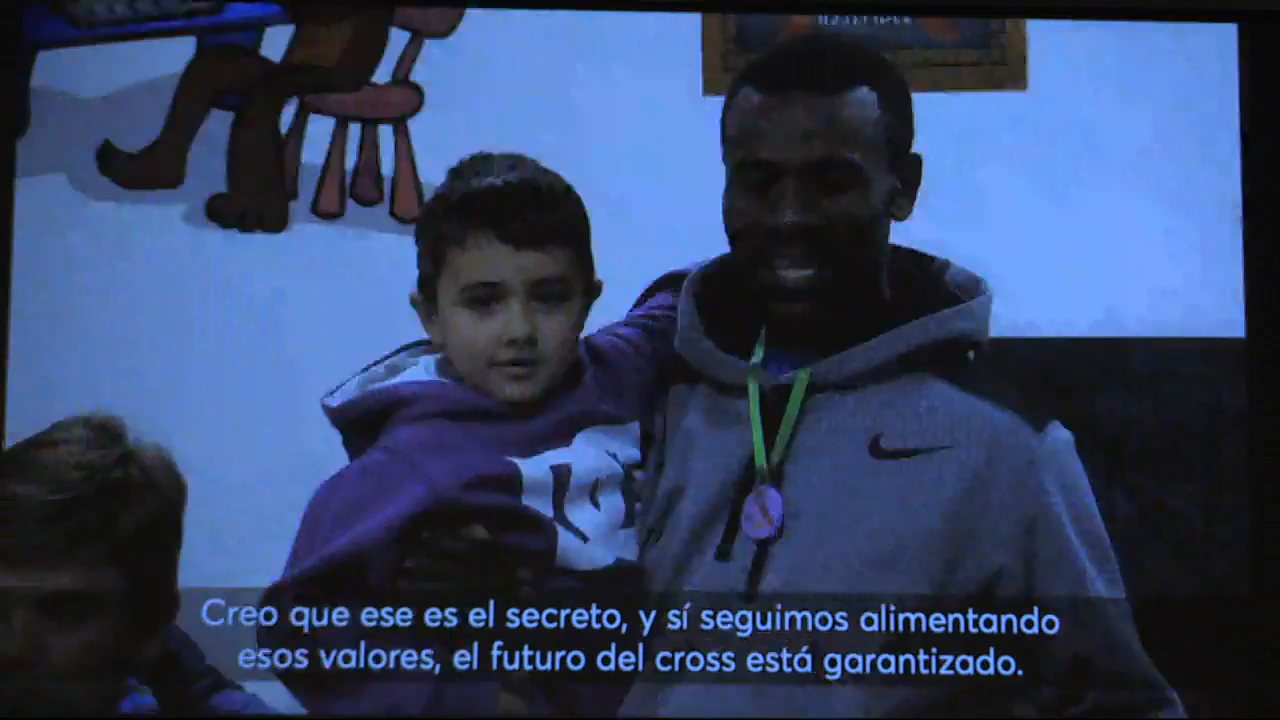 Creo que ese es el secreto, y sí seguimos alimentando
esos valores, el futuro del cross está garantizado.